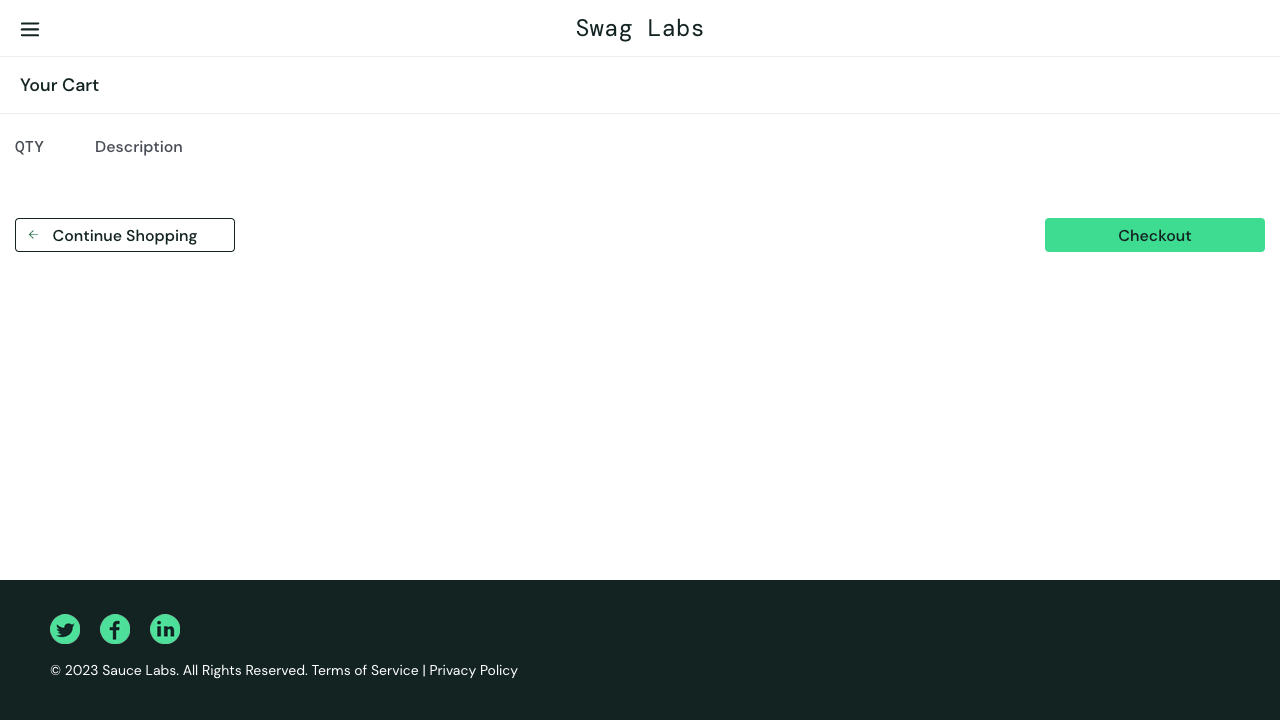 Swag Labs
Your Cart
QTY Description
Continue Shopping
Checkout
© 2023 Sauce Labs. All Rights Reserved. Terms of Service | Privacy Policy